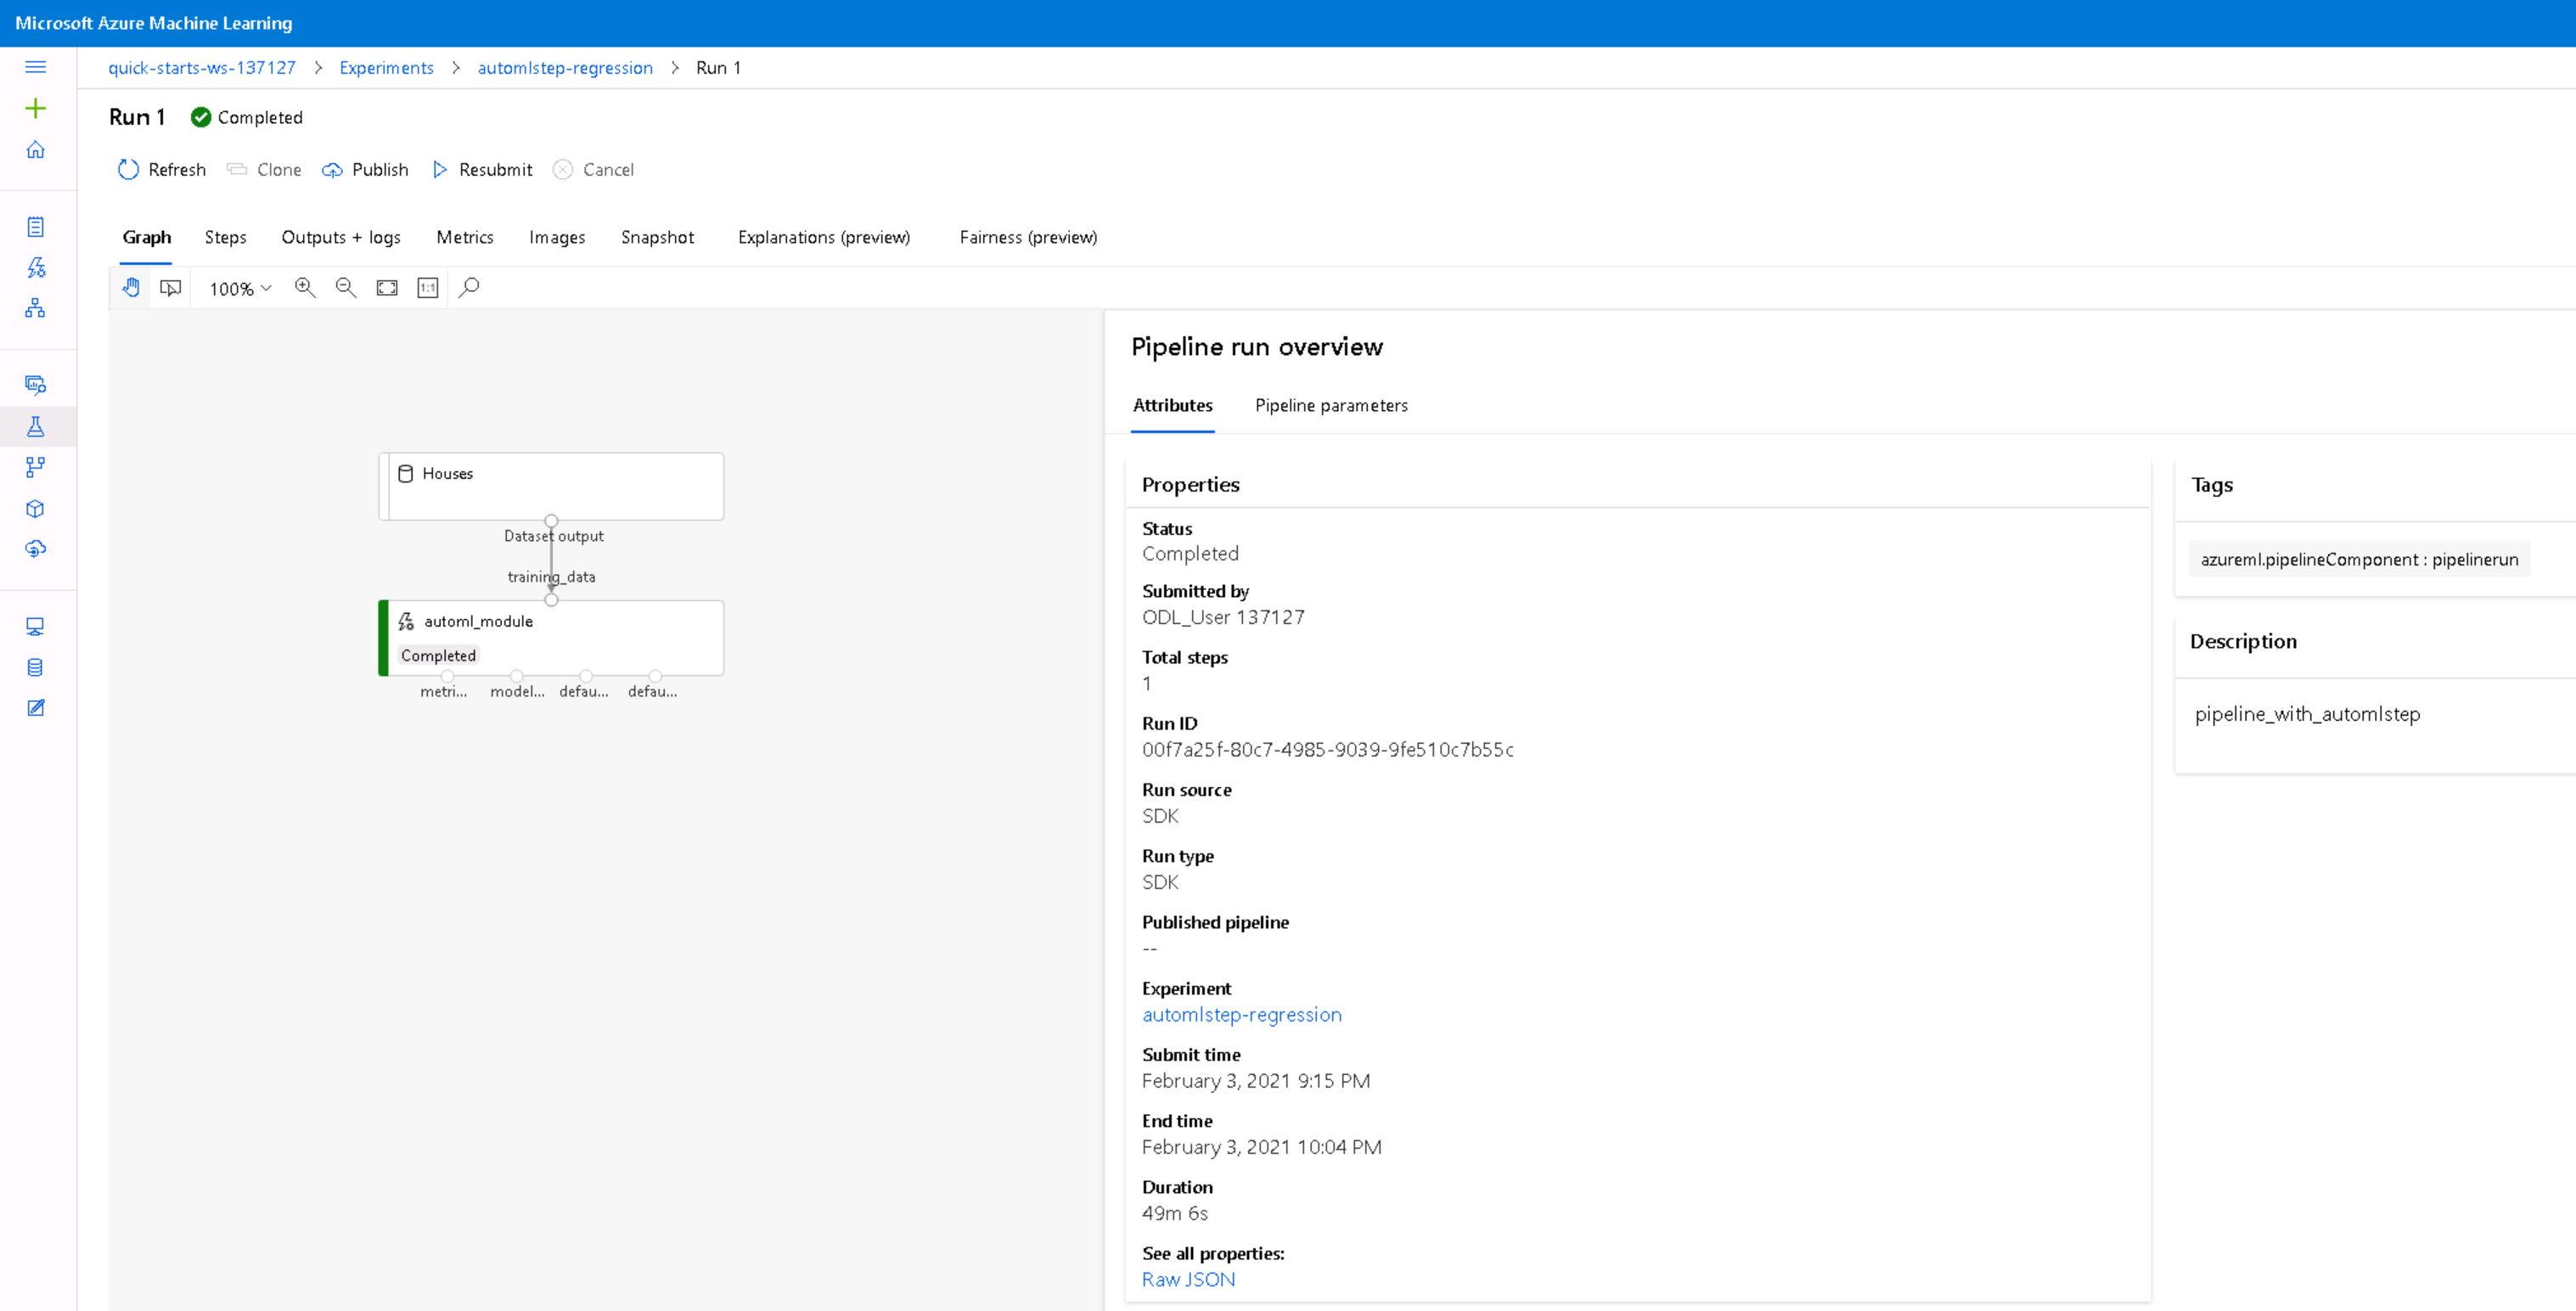 Microsoft Azure Machine Learning
quick-starts-ws-137127 > Experiments > automlstep-regression > Run 1
Run 1 Completed
Refresh Clone Publish Resubmit Cancel
Graph Steps Outputs + logs Metrics Images Snapshot Explanations (preview) Fairness (preview)
100% 1:1
Houses
Dataset output
training_data
automl_module
Completed
metri... model... defau... defau...
Pipeline run overview
Attributes Pipeline parameters
Properties
Status
Completed
Submitted by
ODL_User 137127
Total steps
1
Run ID
00f7a25f-80c7-4985-9039-9fe510c7b55c
Run source
SDK
Run type
SDK
Published pipeline
--
Experiment
automlstep-regression
Submit time
February 3, 2021 9:15 PM
End time
February 3, 2021 10:04 PM
Duration
49m 6s
See all properties:
Raw JSON
Tags
azureml.pipelineComponent : pipelinerun
Description
pipeline_with_automlstep